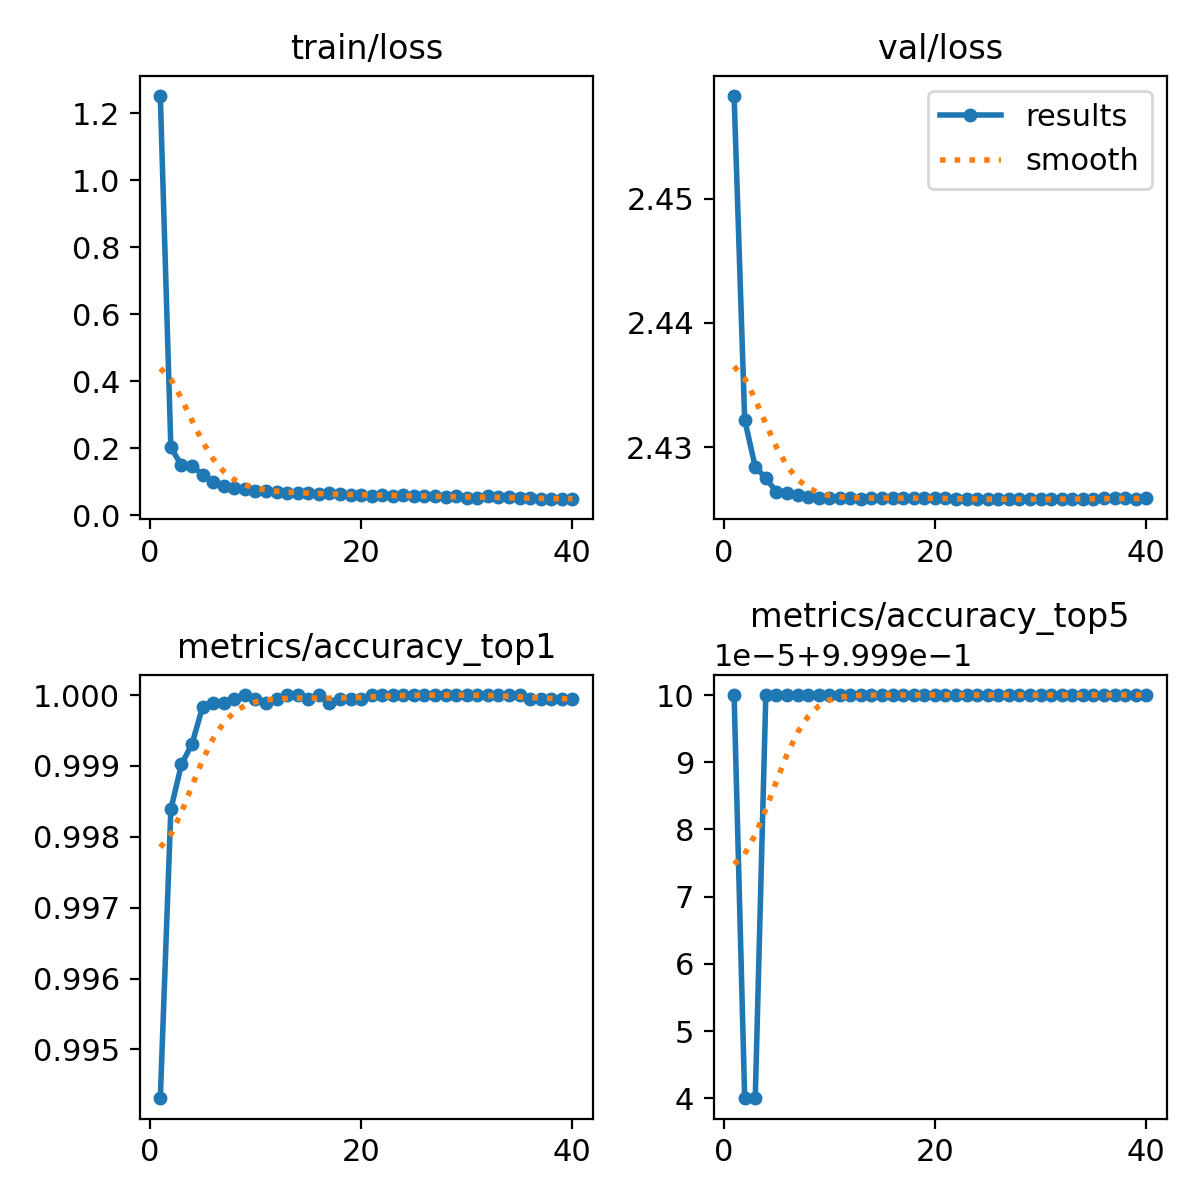 train/loss
1.2
1.0
0.8
0.6
0.4
0.2
0.0
0 20 40
val/loss
results
smooth
2.45
2.44
2.43
0 20 40
metrics/accuracy_top1
1.000
0.999
0.998
0.997
0.996
0.995
0 20 40
metrics/accuracy_top5
1e−5+9.999e−1
10
9
8
7
6
5
4
0 20 40